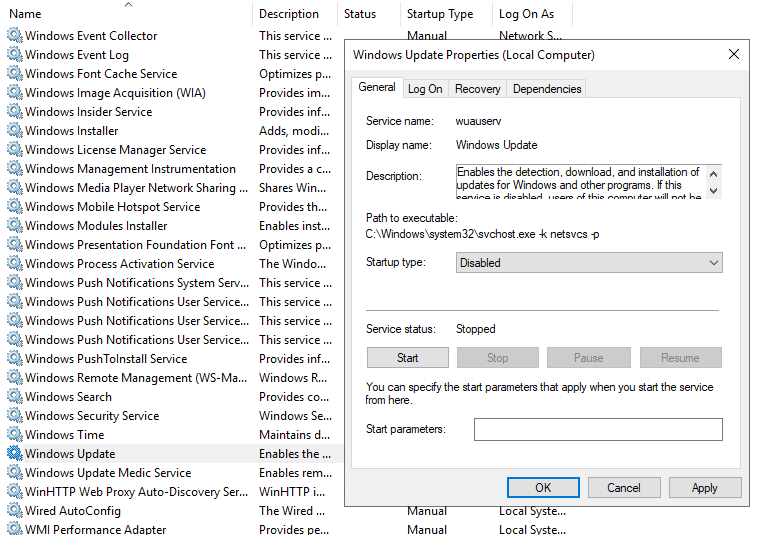 Name Description Status Startup Type Log On As
Windows Event Collector This service ... Manual Network S...
Windows Event Log This service ...
Windows Font Cache Service Optimizes p...
Windows Image Acquisition (WIA) Provides im...
Windows Insider Service Provides inf...
Windows Installer Adds, modi...
Windows License Manager Service Provides inf...
Windows Management Instrumentation Provides a c...
Windows Media Player Network Sharing ... Shares Win...
Windows Mobile Hotspot Service Provides th...
Windows Modules Installer Enables inst...
Windows Presentation Foundation Font ... Optimizes p...
Windows Process Activation Service The Windo...
Windows Push Notifications System Serv... This service ...
Windows Push Notifications User Service... This service ...
Windows Push Notifications User Service... This service ...
Windows Push Notifications User Service... This service ...
Windows PushToInstall Service Provides inf...
Windows Remote Management (WS-Ma... Windows R...
Windows Search Provides co...
Windows Security Service Windows Se...
Windows Time Maintains d...
Windows Update Enables the ...
Windows Update Medic Service Enables rem...
WinHTTP Web Proxy Auto-Discovery Ser... WinHTTP i...
Wired AutoConfig The Wired ... Manual Local Syste...
WMI Performance Adapter Provides pe... Manual Local Syste...
Windows Update Properties (Local Computer)
General Log On Recovery Dependencies
Service name: wuauserv
Display name: Windows Update
Description: Enables the detection, download, and installation of
updates for Windows and other programs. If this
service is disabled, users of this computer will not be
Path to executable:
C:\Windows\system32\svchost.exe -k netsvcs -p
Startup type: Disabled
Service status: Stopped
Start Stop Pause Resume
You can specify the start parameters that apply when you start the service
from here.
Start parameters:
OK Cancel Apply